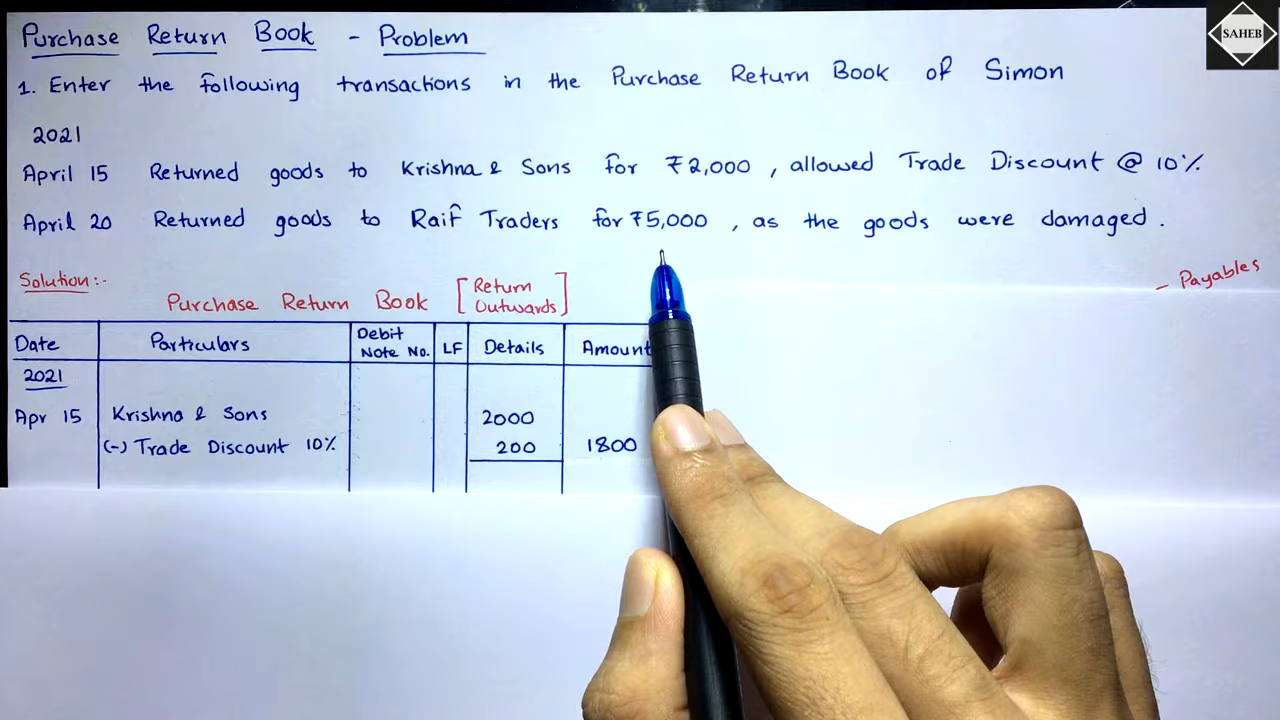 Purchase Return Book - Problem
SAHEB
1. Enter the following transactions in the Purchase Return Book of Simon
2021
April 15 Returned goods to Krishna & Sons for ₹2,000 , allowed Trade Discount @ 10%
April 20 Returned goods to Raif Traders for ₹5,000 , as the goods were damaged .
Solution:-
- Payables
Purchase Return Book [Return Outwards]
Date Particulars Debit Note No. LF Details Amount
2021
Apr 15 Krishna & Sons 2000
(-) Trade Discount 10% 200 1800